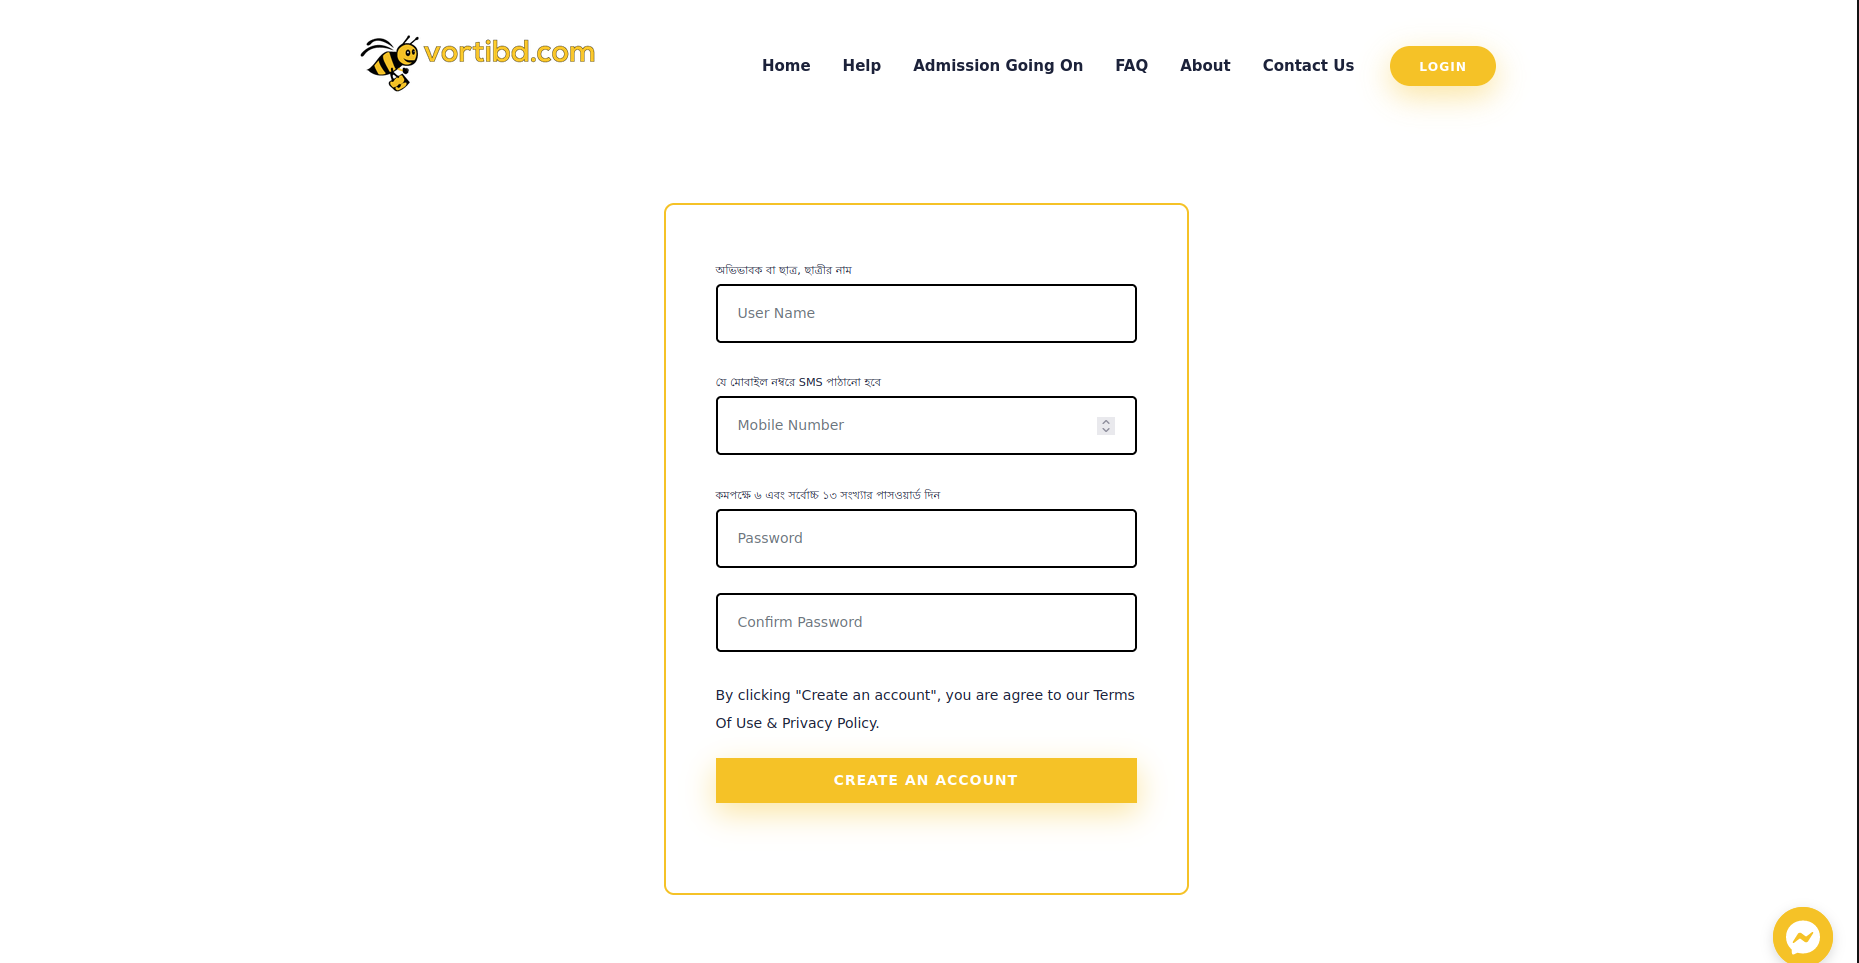 vortibd.com
Home Help Admission Going On FAQ About Contact Us LOGIN
অভিভাবক বা ছাত্র, ছাত্রীর নাম
User Name
যে মোবাইল নম্বরে SMS পাঠানো হবে
Mobile Number
কমপক্ষে ৬ এবং সর্বোচ্চ ১৩ সংখ্যার পাসওয়ার্ড দিন
Password
Confirm Password
By clicking "Create an account", you are agree to our Terms
Of Use & Privacy Policy.
CREATE AN ACCOUNT